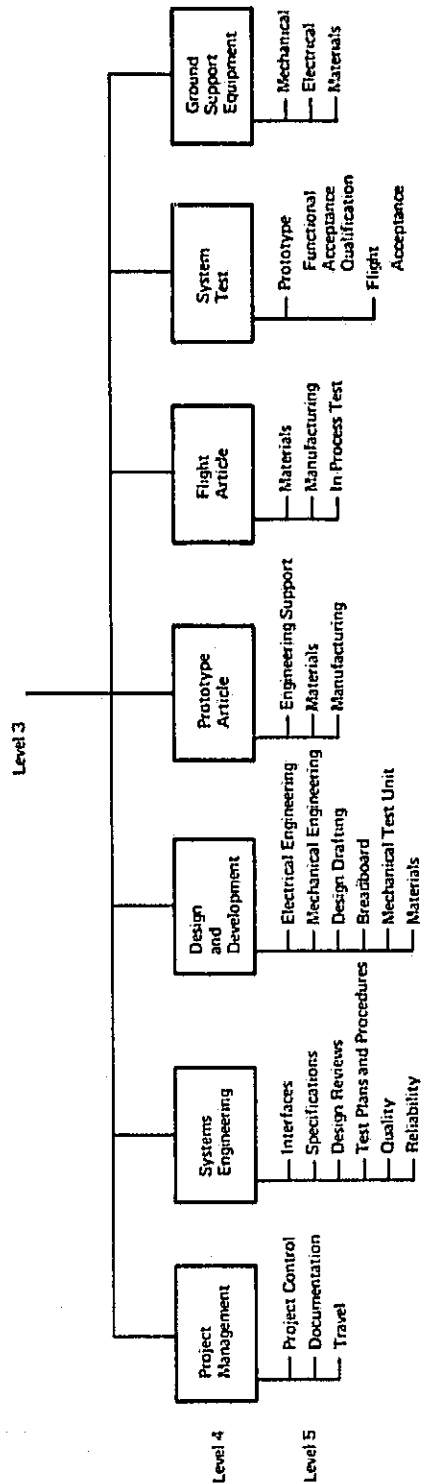 Level 3
Level 4
Project
Management
Systems
Engineering
Design
and
Development
Prototype
Article
Flight
Article
System
Test
Ground
Support
Equipment
Level 5
Project Control
Documentation
Travel
Interfaces
Specifications
Design Reviews
Test Plans and Procedures
Quality
Reliability
Electrical Engineering
Mechanical Engineering
Design Drafting
Breadboard
Mechanical Test Unit
Materials
Engineering Support
Materials
Manufacturing
Materials
Manufacturing
In-Process Test
Prototype
Functional
Acceptance
Qualification
Flight
Acceptance
Mechanical
Electrical
Materials